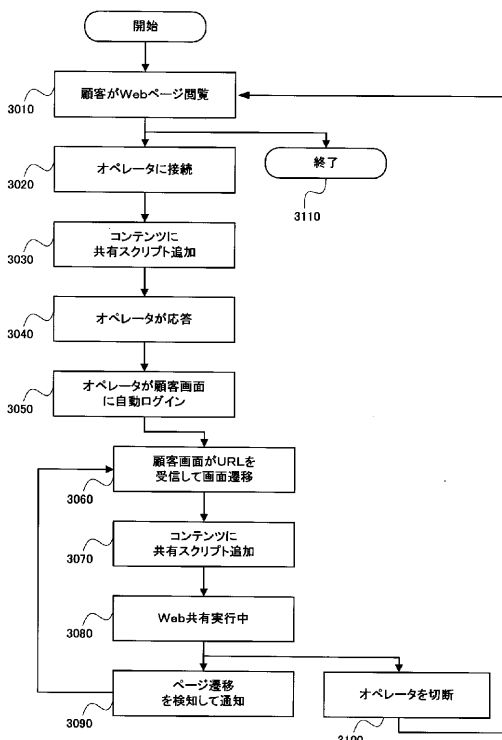 開始
顧客がWebページ閲覧
3010
オペレータに接続
3020
終了
3110
コンテンツに
共有スクリプト追加
3030
オペレータが応答
3040
オペレータが顧客画面
に自動ログイン
3050
顧客画面がURLを
受信して画面遷移
3060
コンテンツに
共有スクリプト追加
3070
Web共有実行中
3080
ページ遷移
を検知して通知
3090
オペレータを切断
3100